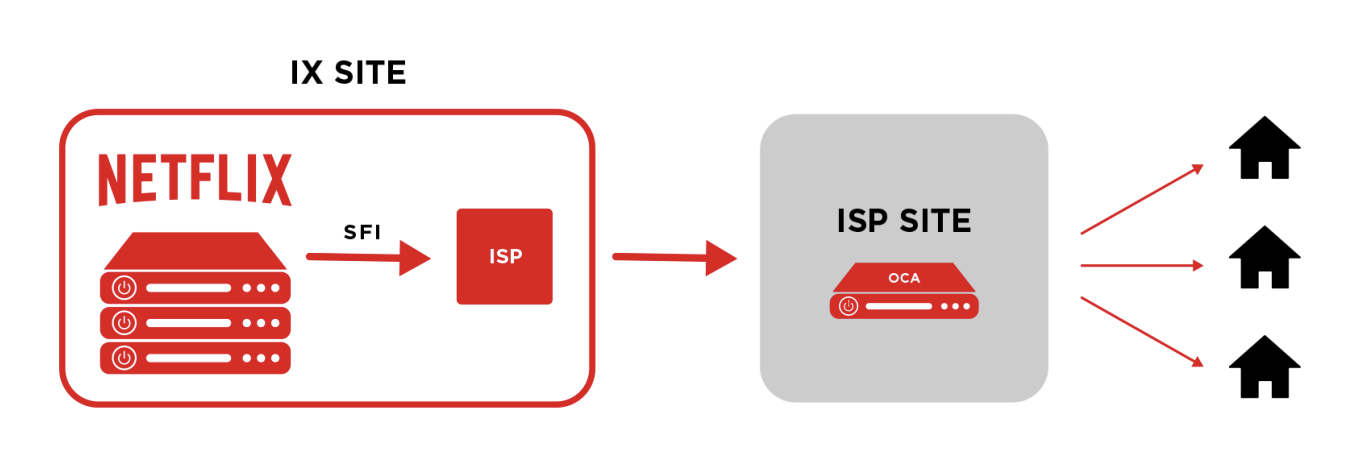 IX SITE
NETFLIX
SFI
ISP
ISP SITE
OCA